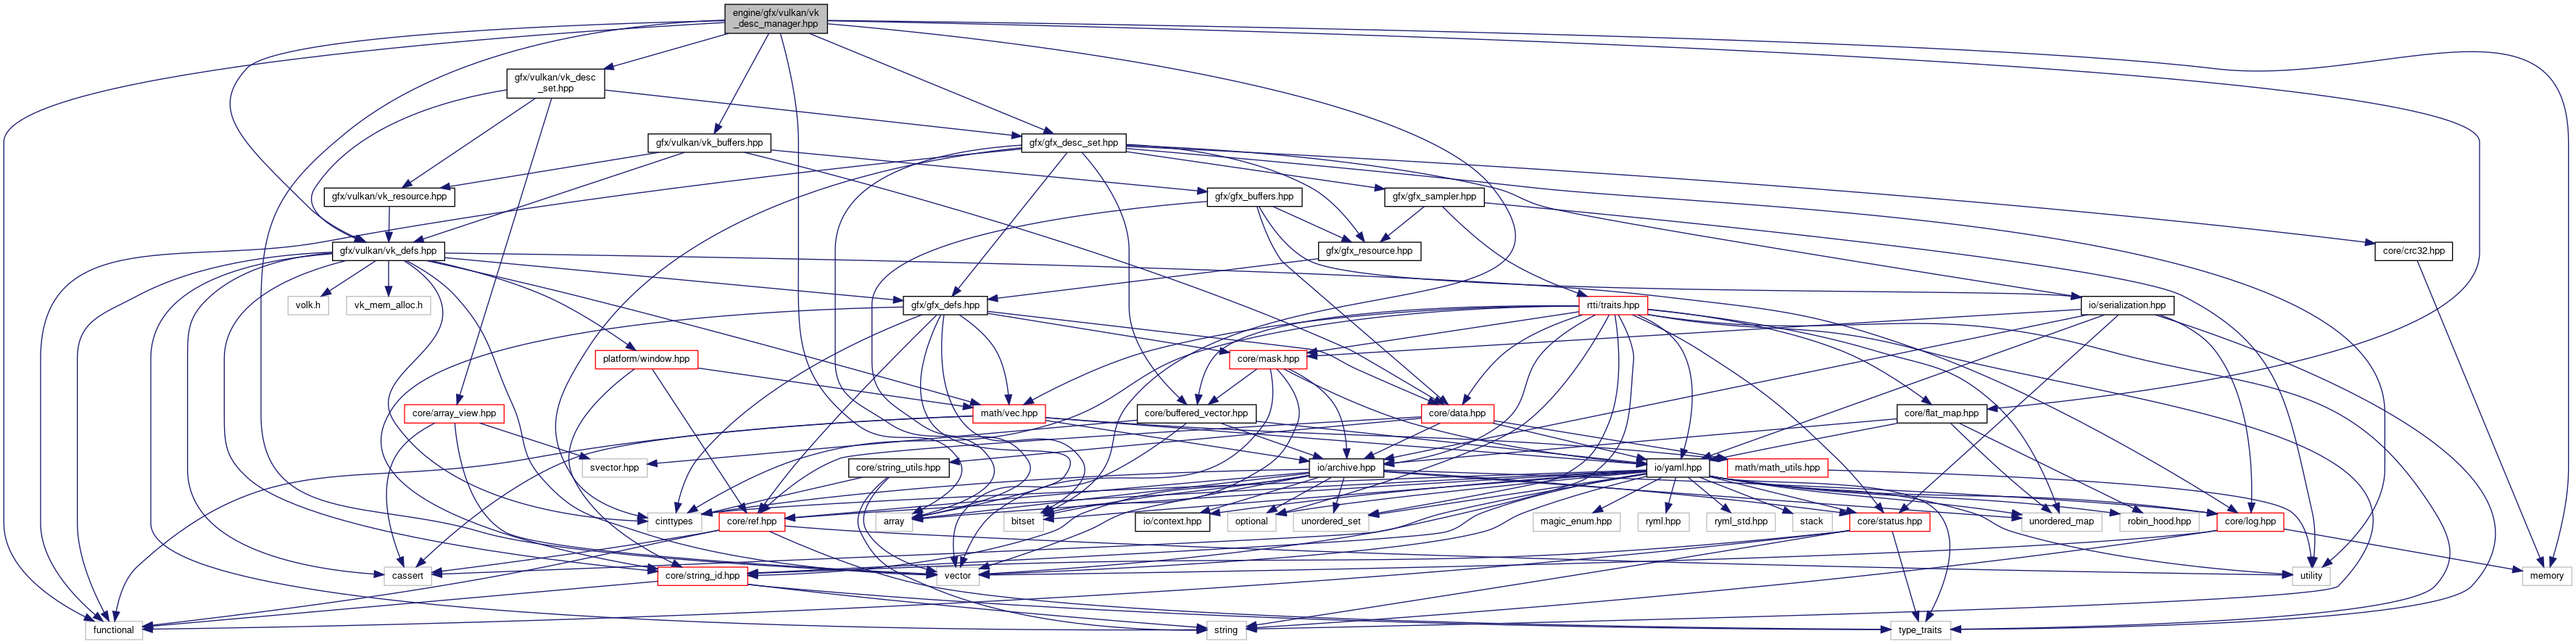 engine/gfx/vulkan/vk
_desc_manager.hpp
gfx/vulkan/vk_desc
_set.hpp
gfx/vulkan/vk_buffers.hpp
gfx/gfx_desc_set.hpp
gfx/vulkan/vk_resource.hpp
gfx/gfx_buffers.hpp
gfx/gfx_sampler.hpp
gfx/vulkan/vk_defs.hpp
gfx/gfx_resource.hpp
core/crc32.hpp
volk.h
vk_mem_alloc.h
gfx/gfx_defs.hpp
rtti/traits.hpp
io/serialization.hpp
platform/window.hpp
core/mask.hpp
core/array_view.hpp
math/vec.hpp
core/buffered_vector.hpp
core/data.hpp
core/flat_map.hpp
svector.hpp
core/string_utils.hpp
io/archive.hpp
io/yaml.hpp
math/math_utils.hpp
cinttypes
core/ref.hpp
array
bitset
io/context.hpp
optional
unordered_set
magic_enum.hpp
ryml.hpp
ryml_std.hpp
stack
core/status.hpp
unordered_map
robin_hood.hpp
core/log.hpp
cassert
core/string_id.hpp
vector
utility
memory
functional
string
type_traits